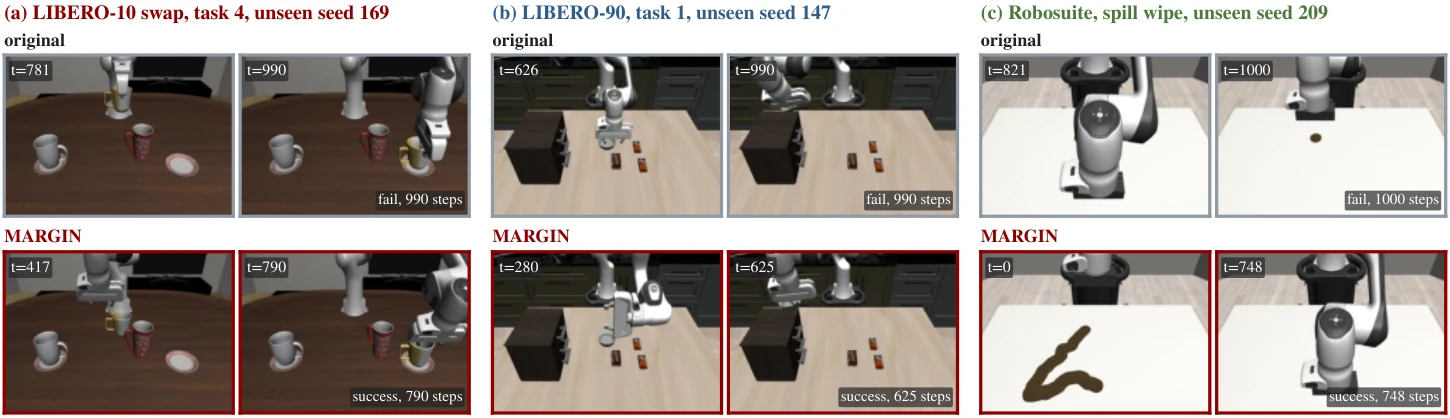 (a) LIBERO-10 swap, task 4, unseen seed 169
original
t=781
t=990
fail, 990 steps
MARGIN
t=417
t=790
success, 790 steps
(b) LIBERO-90, task 1, unseen seed 147
original
t=626
t=990
fail, 990 steps
MARGIN
t=280
t=625
success, 625 steps
(c) Robosuite, spill wipe, unseen seed 209
original
t=821
t=1000
fail, 1000 steps
MARGIN
t=0
t=748
success, 748 steps